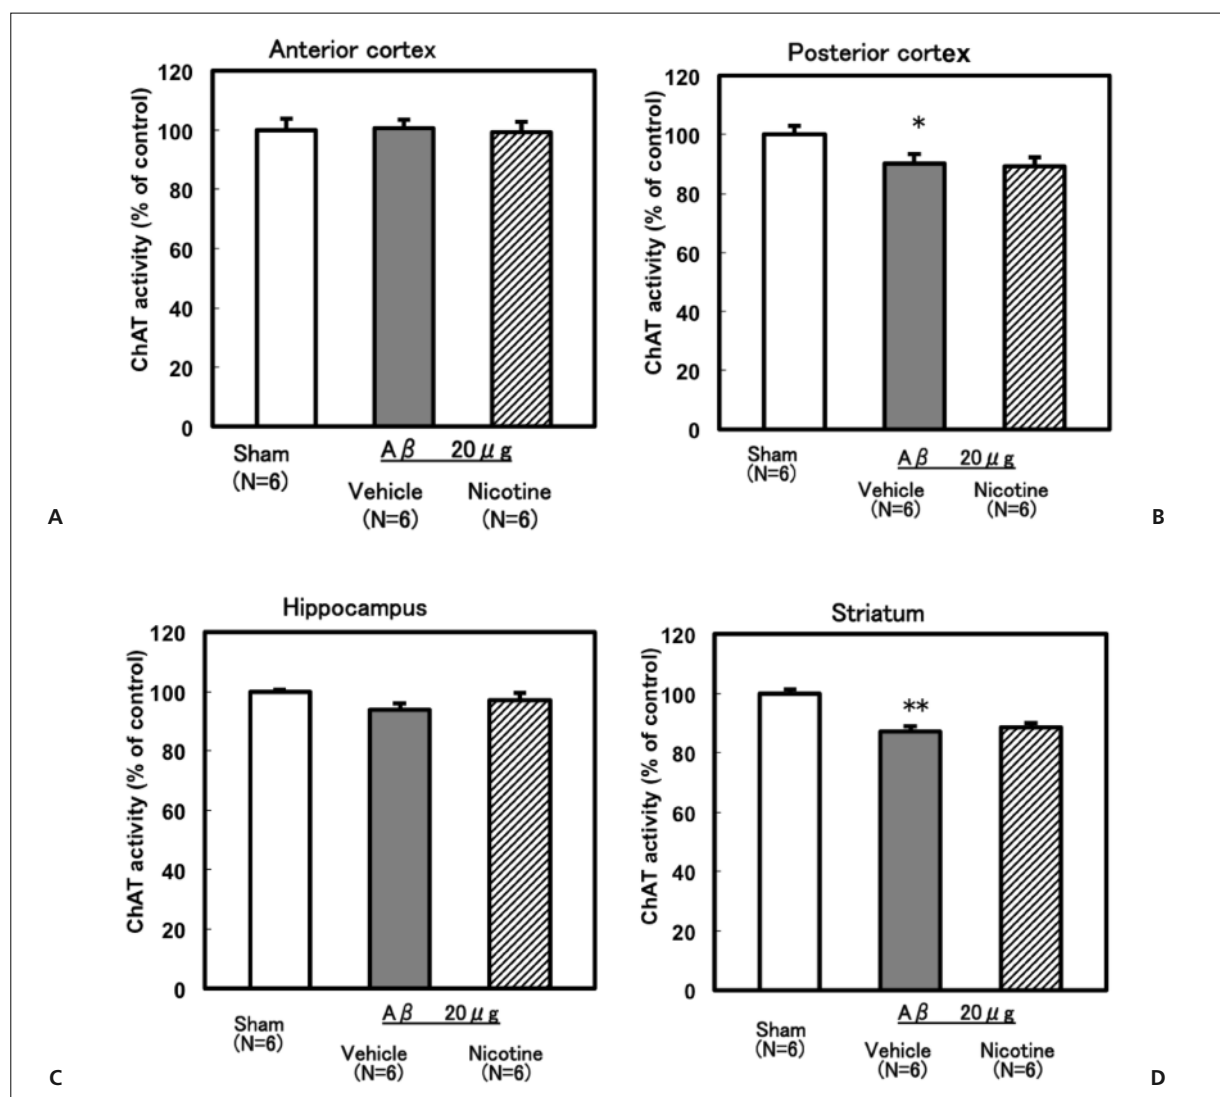 Anterior cortex
ChAT activity (% of control)
120
100
80
60
40
20
0
Sham
(N=6)
Aβ 20μg
Vehicle
(N=6)
Nicotine
(N=6)
A
Posterior cortex
ChAT activity (% of control)
120
100
80
60
40
20
0
*
Sham
(N=6)
Aβ 20μg
Vehicle
(N=6)
Nicotine
(N=6)
B
Hippocampus
ChAT activity (% of control)
120
100
80
60
40
20
0
Sham
(N=6)
Aβ 20μg
Vehicle
(N=6)
Nicotine
(N=6)
C
Striatum
ChAT activity (% of control)
120
100
80
60
40
20
0
**
Sham
(N=6)
Aβ 20μg
Vehicle
(N=6)
Nicotine
(N=6)
D